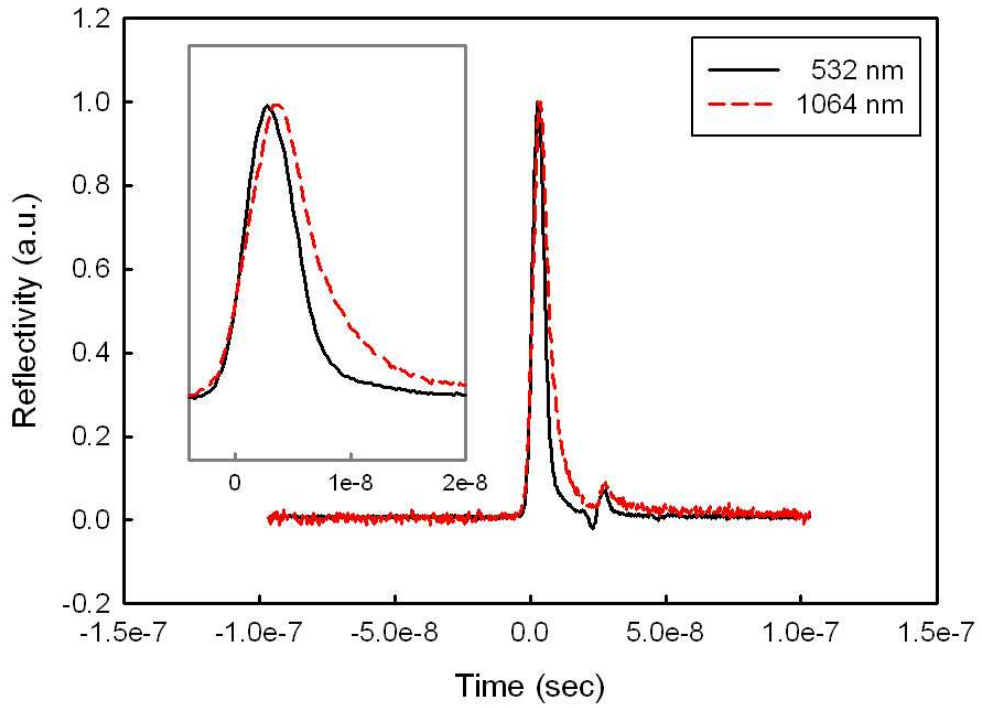 1.2
1.0
0.8
0.6
0.4
0.2
0.0
-0.2
Reflectivity (a.u.)
532 nm
1064 nm
0 1e-8 2e-8
-1.5e-7 -1.0e-7 -5.0e-8 0.0 5.0e-8 1.0e-7 1.5e-7
Time (sec)